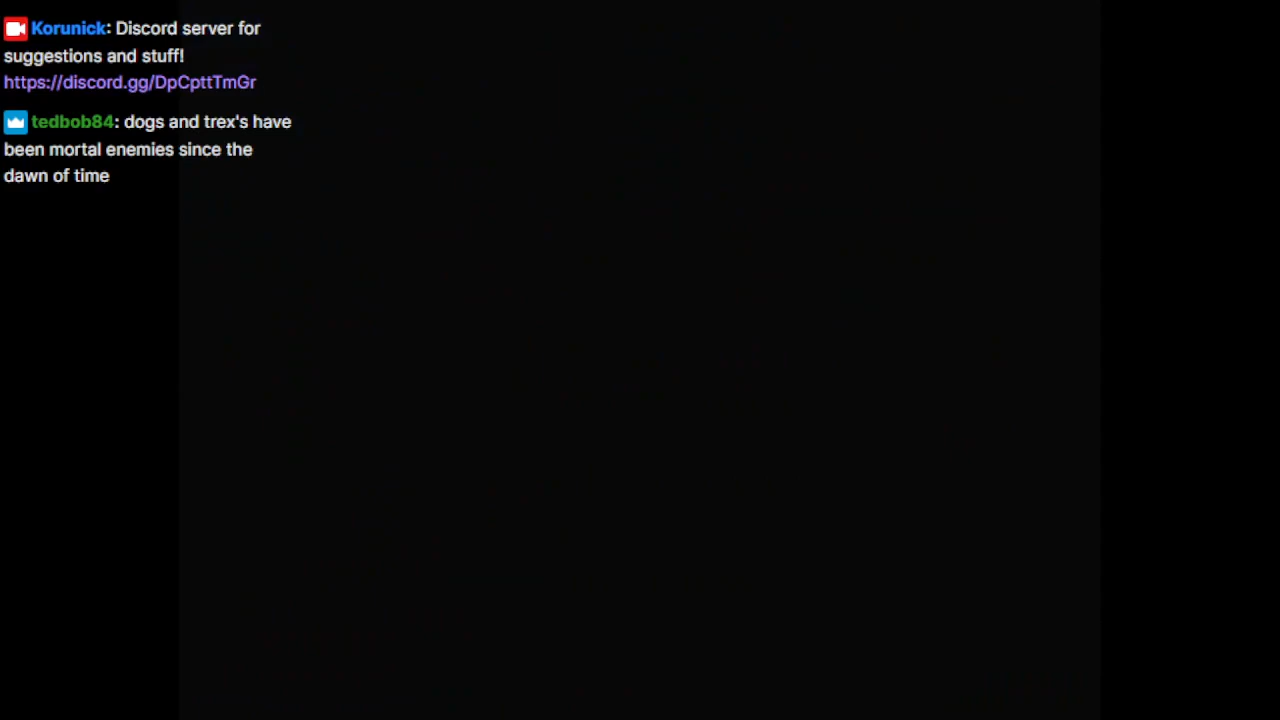 Korunick: Discord server for
suggestions and stuff!
https://discord.gg/DpCpttTmGr
tedbob84: dogs and trex's have
been mortal enemies since the
dawn of time